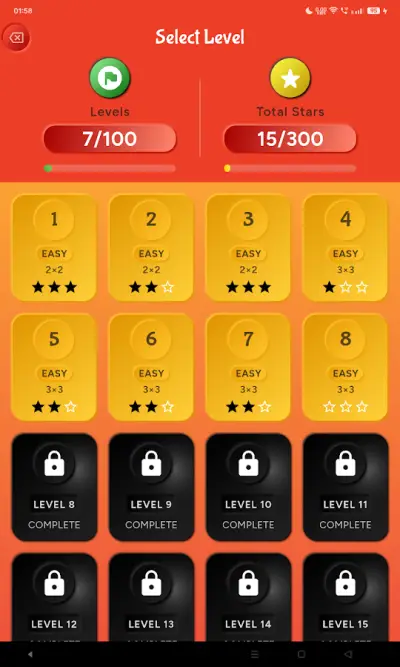 01:58
45
Select Level
Levels
Total Stars
7/100
15/300
1
2
3
4
EASY
EASY
EASY
EASY
2×2
2×2
2×2
3×3
5
6
7
8
EASY
EASY
EASY
EASY
3×3
3×3
3×3
3×3
LEVEL 8
LEVEL 9
LEVEL 10
LEVEL 11
COMPLETE
COMPLETE
COMPLETE
COMPLETE
LEVEL 12
LEVEL 13
LEVEL 14
LEVEL 15